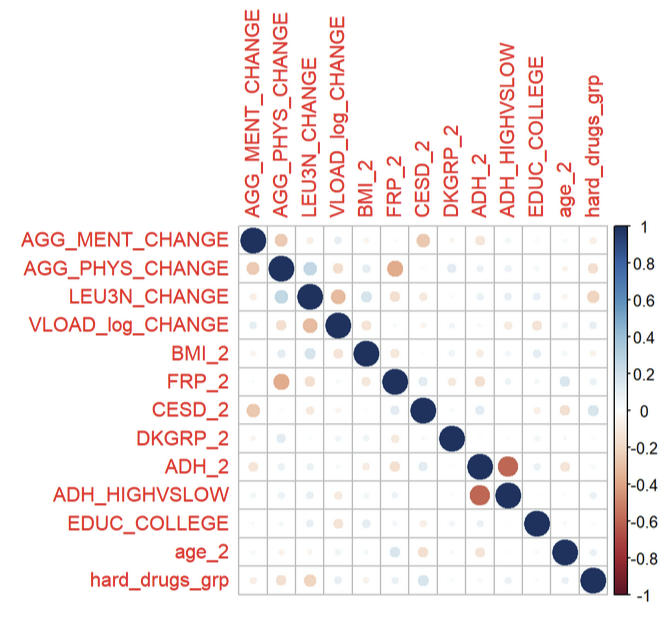 AGG_MENT_CHANGE
AGG_PHYS_CHANGE
LEU3N_CHANGE
VLOAD_log_CHANGE
BMI_2
FRP_2
CESD_2
DKGRP_2
ADH_2
ADH_HIGHVSLOW
EDUC_COLLEGE
age_2
hard_drugs_grp
AGG_MENT_CHANGE
AGG_PHYS_CHANGE
LEU3N_CHANGE
VLOAD_log_CHANGE
BMI_2
FRP_2
CESD_2
DKGRP_2
ADH_2
ADH_HIGHVSLOW
EDUC_COLLEGE
age_2
hard_drugs_grp
1
0.8
0.6
0.4
0.2
0
-0.2
-0.4
-0.6
-0.8
-1